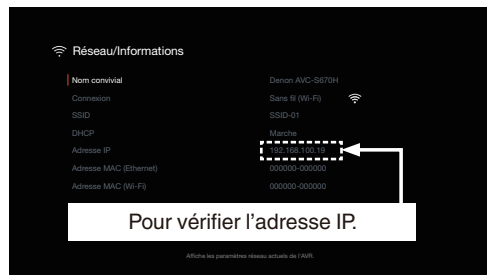 Réseau/Informations
Nom convivial Denon AVC-S670H
Connexion Sans fil (Wi-Fi)
SSID SSID-01
DHCP Marche
Adresse IP 192.168.100.19
Adresse MAC (Ethernet) 000000-000000
Adresse MAC (Wi-Fi) 000000-000000
Pour vérifier l’adresse IP.
Affiche les paramètres réseau actuels de l'AVR.